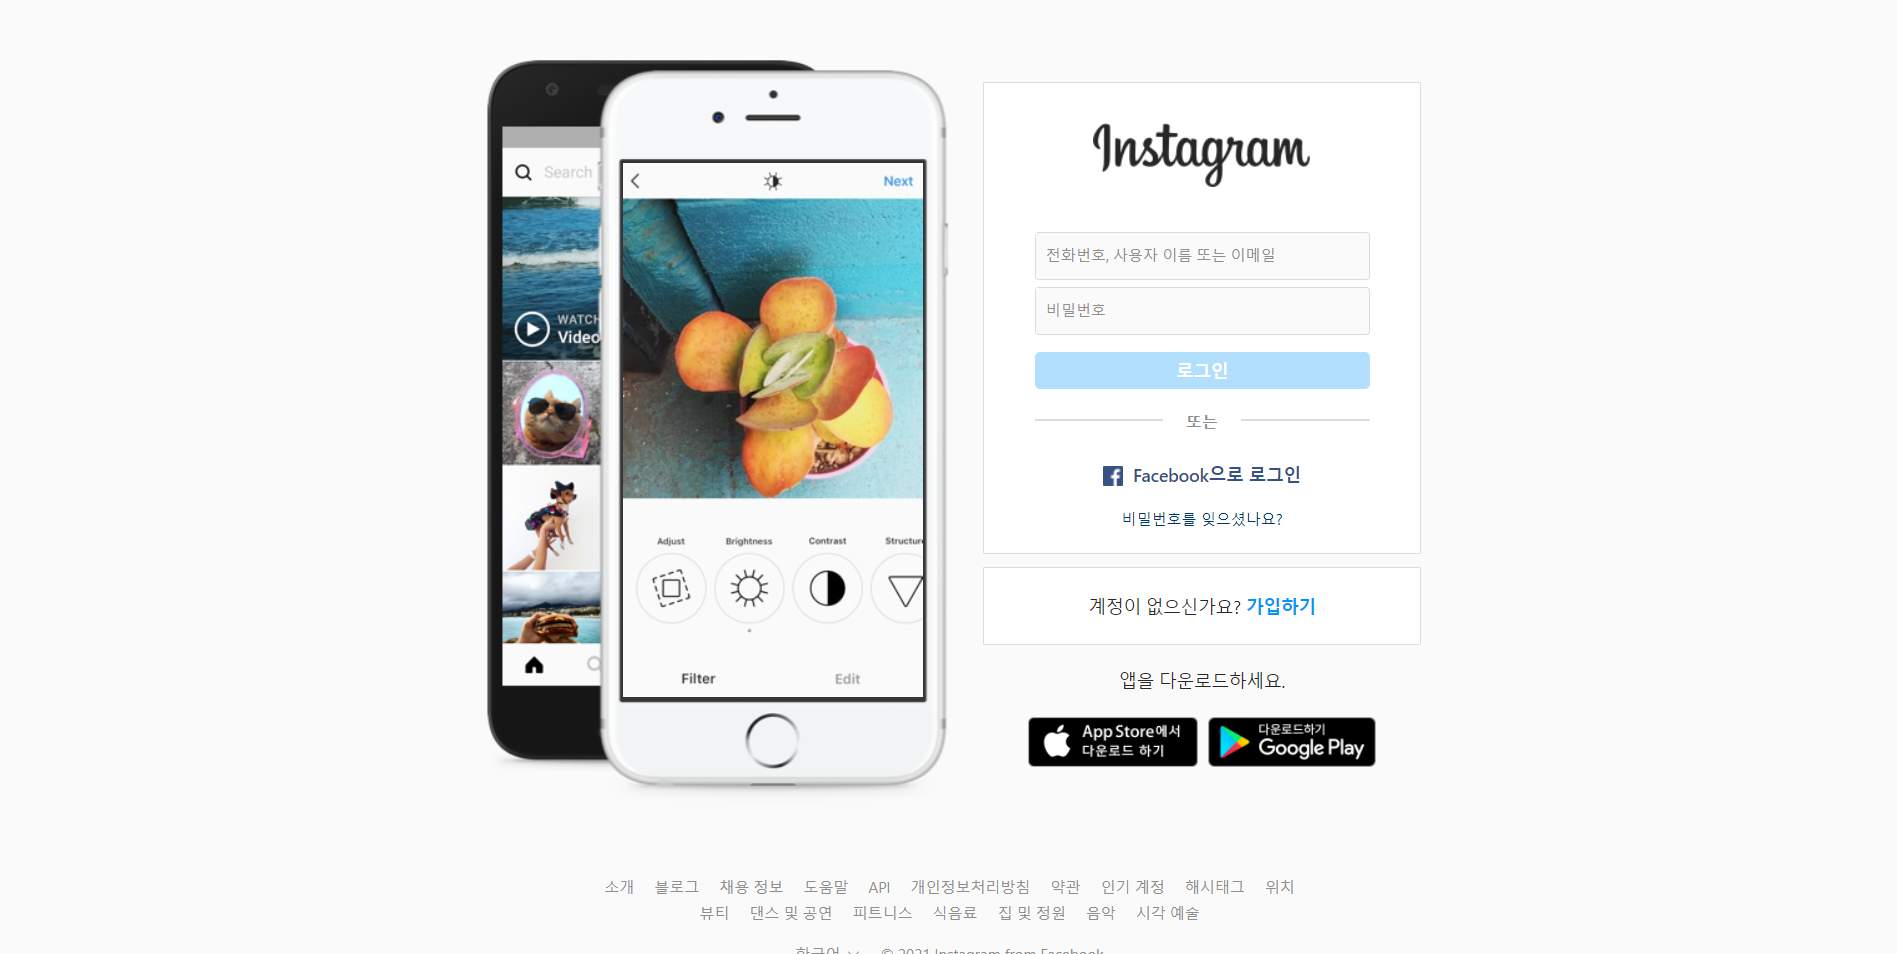 Search
WATCH
Video
Next
Adjust Brightness Contrast Structure
Filter Edit
Instagram
전화번호, 사용자 이름 또는 이메일
비밀번호
로그인
또는
Facebook으로 로그인
비밀번호를 잊으셨나요?
계정이 없으신가요? 가입하기
앱을 다운로드하세요.
App Store에서
다운로드 하기
다운로드하기
Google Play
소개 블로그 채용 정보 도움말 API 개인정보처리방침 약관 인기 계정 해시태그 위치
뷰티 댄스 및 공연 피트니스 식음료 집 및 정원 음악 시각 예술
한국어 © 2021 Instagram from Facebook